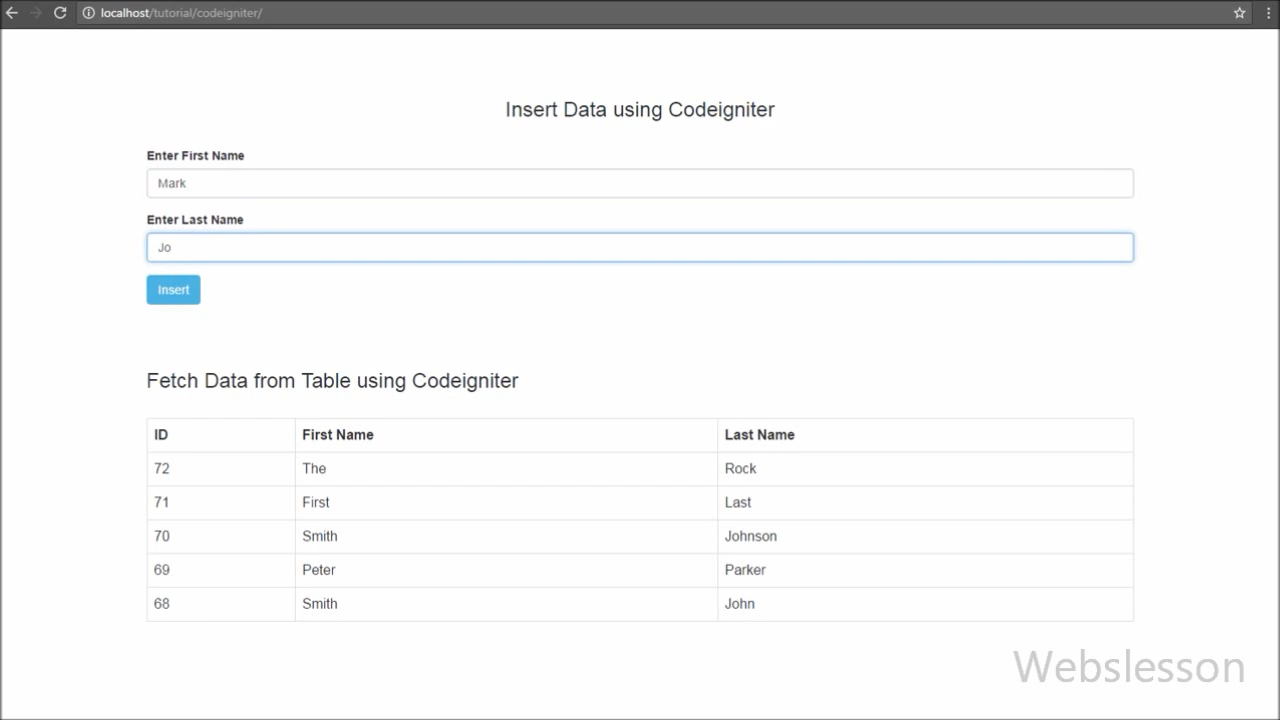 localhost/tutorial/codeigniter/
Insert Data using Codeigniter
Enter First Name
Mark
Enter Last Name
Jo
Insert
Fetch Data from Table using Codeigniter
ID First Name Last Name
72 The Rock
71 First Last
70 Smith Johnson
69 Peter Parker
68 Smith John
Webslesson